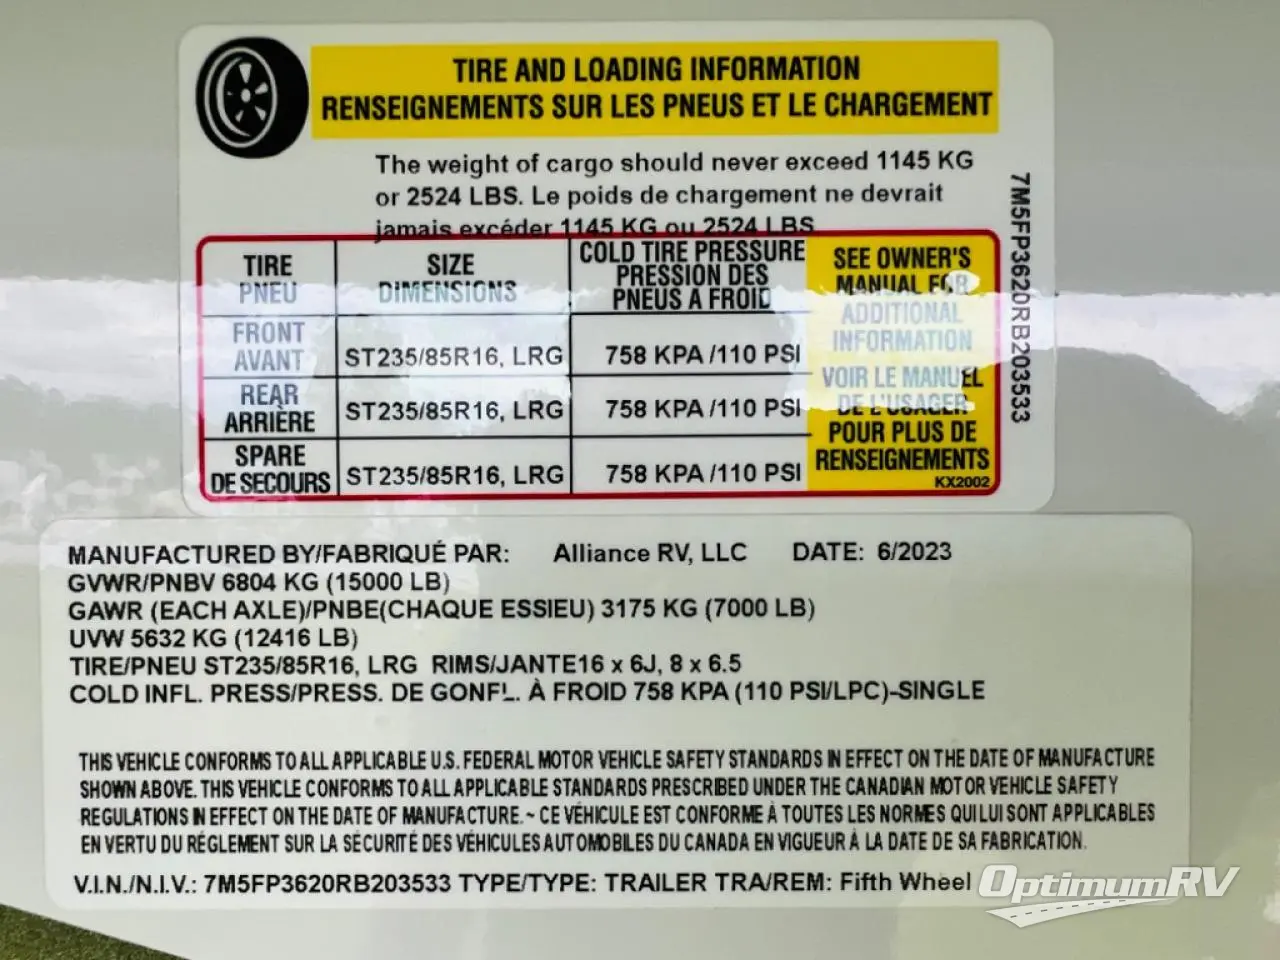 TIRE AND LOADING INFORMATION
RENSEIGNEMENTS SUR LES PNEUS ET LE CHARGEMENT
The weight of cargo should never exceed 1145 KG
or 2524 LBS. Le poids de chargement ne devrait
jamais excéder 1145 KG ou 2524 LBS
7M5FP3620RB203533
TIRE
PNEU
SIZE
DIMENSIONS
COLD TIRE PRESSURE
PRESSION DES
PNEUS A FROID
FRONT
AVANT
ST235/85R16, LRG
758 KPA /110 PSI
REAR
ARRIÈRE
ST235/85R16, LRG
758 KPA /110 PSI
SPARE
DE SECOURS
ST235/85R16, LRG
758 KPA /110 PSI
SEE OWNER'S
MANUAL FOR
ADDITIONAL
INFORMATION
VOIR LE MANUEL
DE L'USAGER
POUR PLUS DE
RENSEIGNEMENTS
KX2002
MANUFACTURED BY/FABRIQUÉ PAR: Alliance RV, LLC DATE: 6/2023
GVWR/PNBV 6804 KG (15000 LB)
GAWR (EACH AXLE)/PNBE(CHAQUE ESSIEU) 3175 KG (7000 LB)
UVW 5632 KG (12416 LB)
TIRE/PNEU ST235/85R16, LRG RIMS/JANTE16 x 6J, 8 x 6.5
COLD INFL. PRESS/PRESS. DE GONFL. À FROID 758 KPA (110 PSI/LPC)-SINGLE
THIS VEHICLE CONFORMS TO ALL APPLICABLE U.S. FEDERAL MOTOR VEHICLE SAFETY STANDARDS IN EFFECT ON THE DATE OF MANUFACTURE
SHOWN ABOVE. THIS VEHICLE CONFORMS TO ALL APPLICABLE STANDARDS PRESCRIBED UNDER THE CANADIAN MOTOR VEHICLE SAFETY
REGULATIONS IN EFFECT ON THE DATE OF MANUFACTURE. ~ CE VÉHICULE EST CONFORME À TOUTES LES NORMES QUI LUI SONT APPLICABLES
EN VERTU DU RÉGLEMENT SUR LA SÉCURITÉ DES VÉHICULES AUTOMOBILES DU CANADA EN VIGUEUR À LA DATE DE SA FABRICATION.
V.I.N./N.I.V.: 7M5FP3620RB203533 TYPE/TYPE: TRAILER TRA/REM: Fifth Wheel
OptimumRV